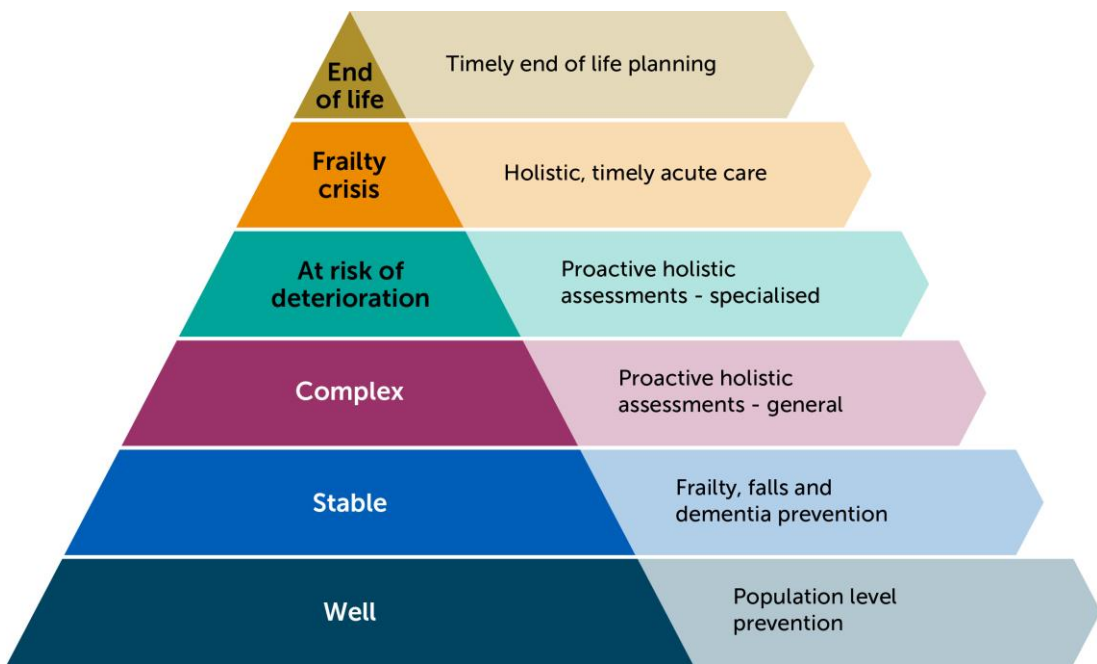 End
of life
Timely end of life planning
Frailty
crisis
Holistic, timely acute care
At risk of
deterioration
Proactive holistic
assessments - specialised
Complex
Proactive holistic
assessments - general
Stable
Frailty, falls and
dementia prevention
Well
Population level
prevention